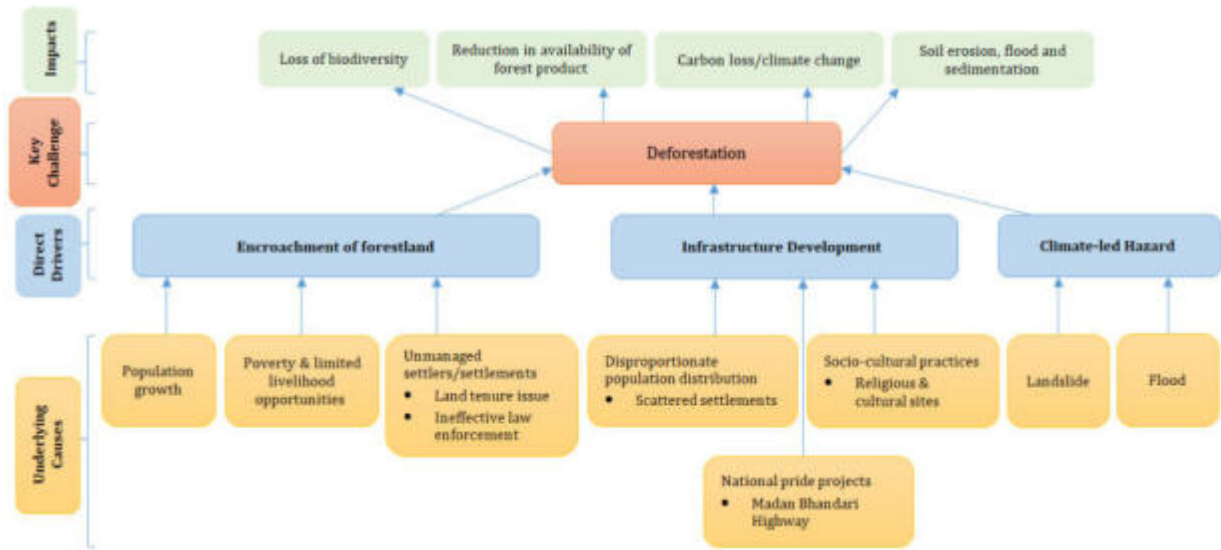 Impacts
Loss of biodiversity
Reduction in availability of
forest product
Carbon loss/climate change
Soil erosion, flood and
sedimentation
Key
Challenge
Deforestation
Direct
Drivers
Encroachment of forestland
Infrastructure Development
Climate-led Hazard
Underlying
Causes
Population
growth
Poverty & limited
livelihood
opportunities
Unmanaged
settlers/settlements
▪ Land tenure issue
▪ Ineffective law
enforcement
Disproportionate
population distribution
▪ Scattered settlements
Socio-cultural practices
▪ Religious &
cultural sites
Landslide
Flood
National pride projects
▪ Madan Bhandari
Highway